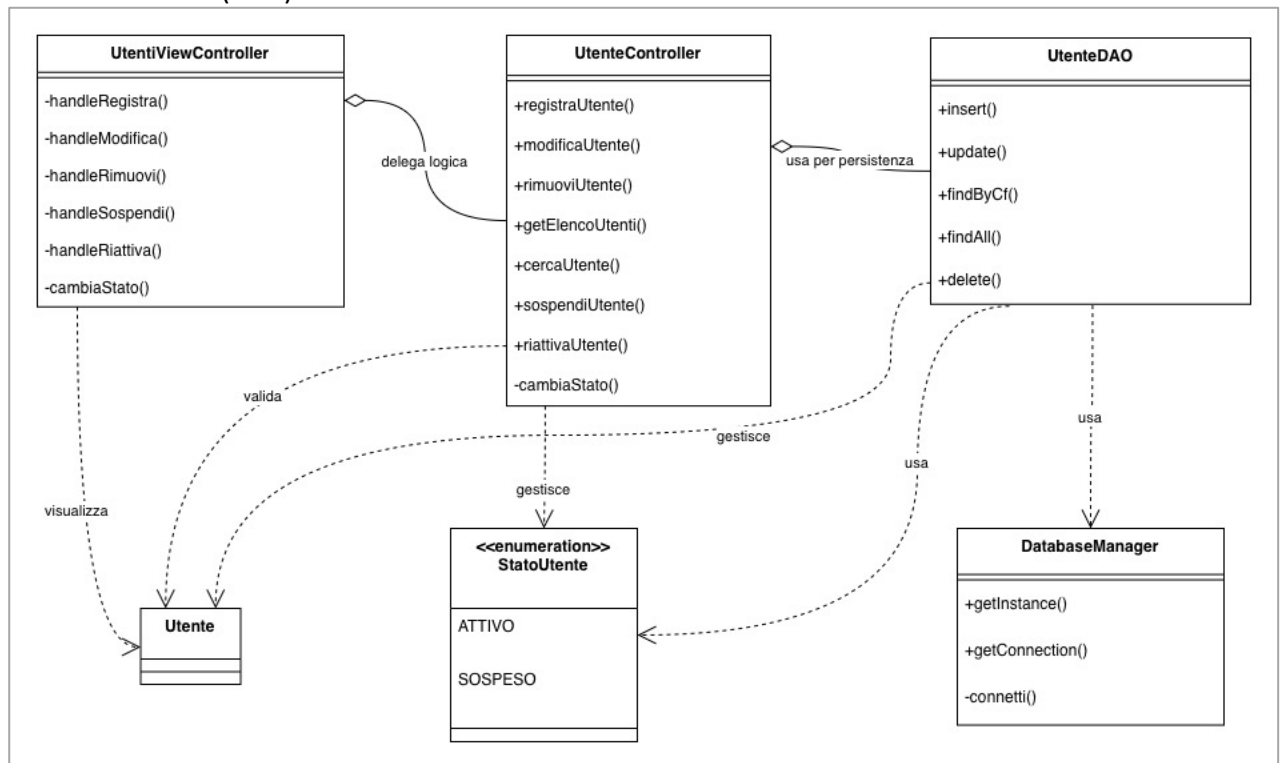 UtentiViewController
-handleRegistra()
-handleModifica()
-handleRimuovi()
-handleSospendi()
-handleRiattiva()
-cambiaStato()
delega logica
UtenteController
+registraUtente()
+modificaUtente()
+rimuoviUtente()
+getElencoUtenti()
+cercaUtente()
+sospendiUtente()
+riattivaUtente()
-cambiaStato()
usa per persistenza
UtenteDAO
+insert()
+update()
+findByCf()
+findAll()
+delete()
valida
gestisce
usa
usa
visualizza
gestisce
Utente
<<enumeration>>
StatoUtente
ATTIVO
SOSPESO
DatabaseManager
+getInstance()
+getConnection()
-connetti()